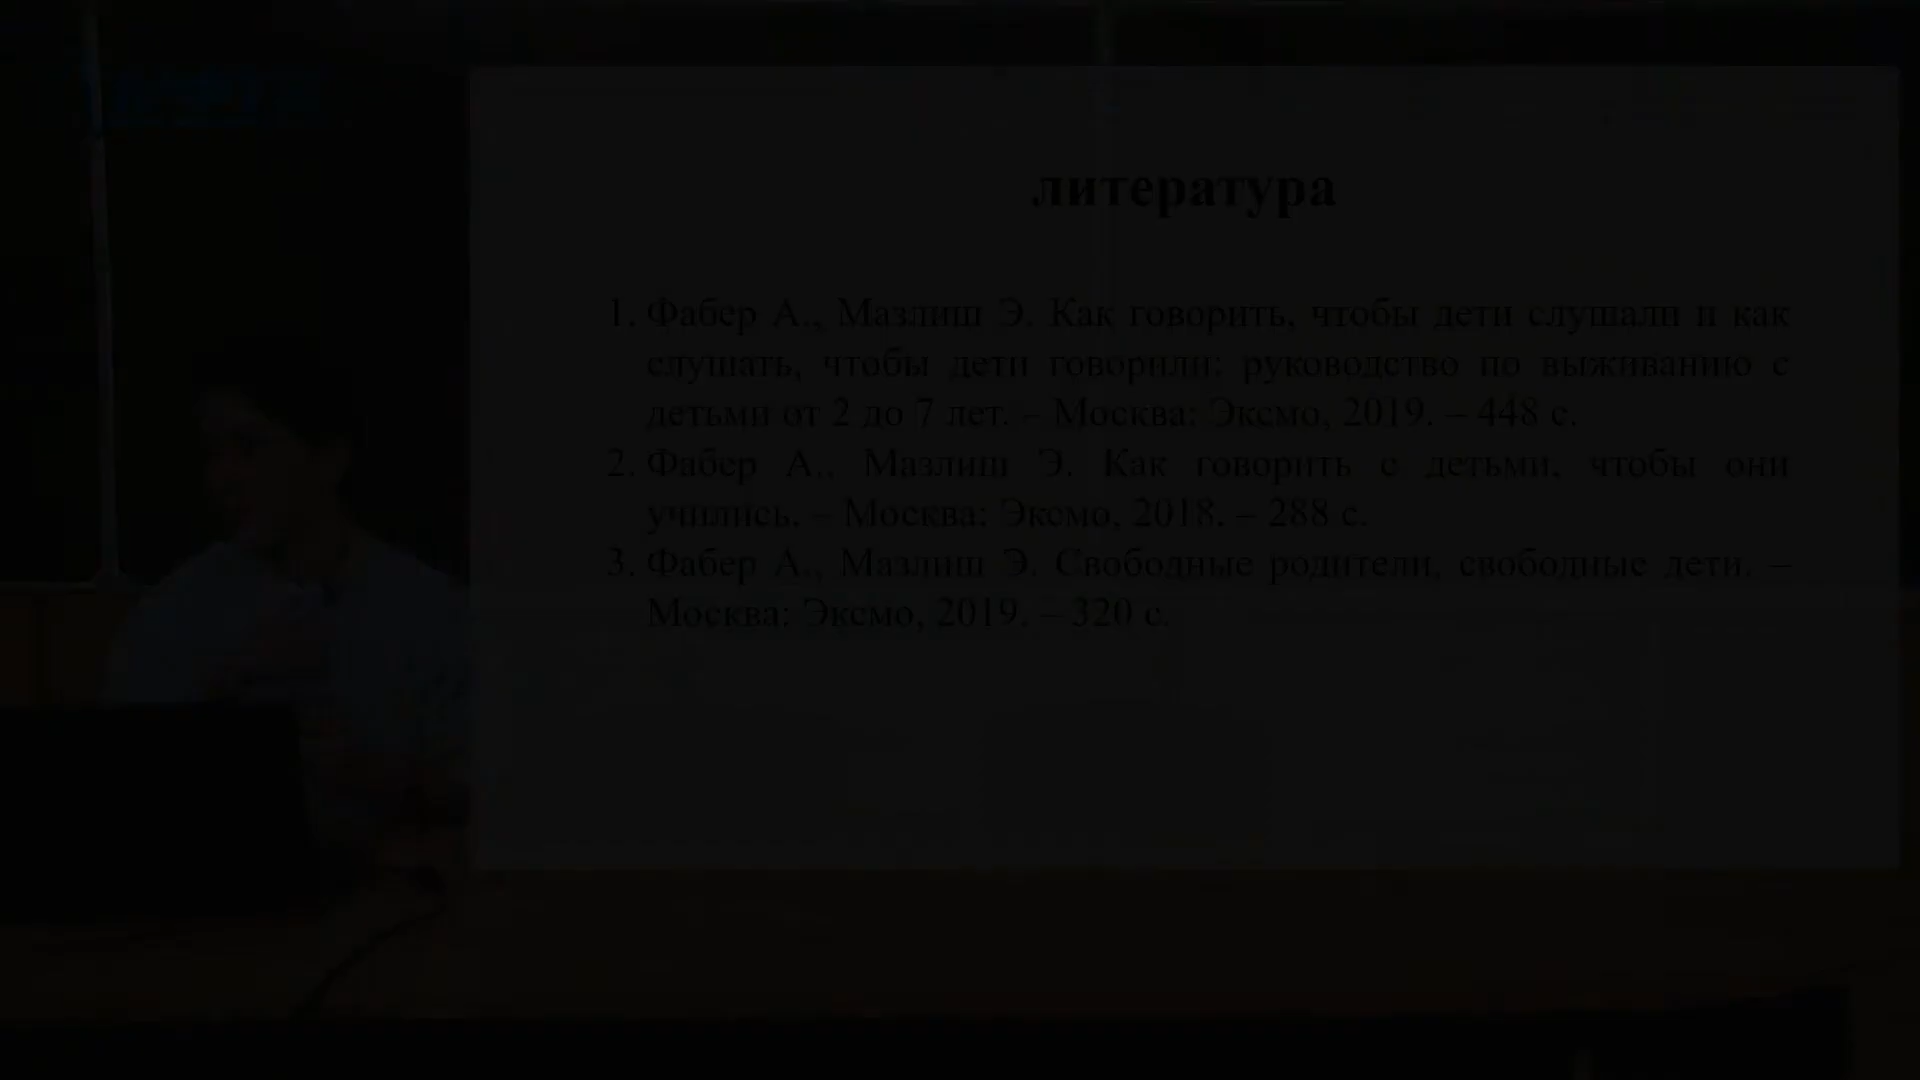 литература
1. Фабер А., Мазлиш Э. Как говорить, чтобы дети слушали и как
слушать, чтобы дети говорили: руководство по выживанию с
детьми от 2 до 7 лет. – Москва: Эксмо, 2019. – 448 с.
2. Фабер А., Мазлиш Э. Как говорить с детьми, чтобы они
учились. – Москва: Эксмо, 2018. – 288 с.
3. Фабер А., Мазлиш Э. Свободные родители, свободные дети. –
Москва: Эксмо, 2019. – 320 с.